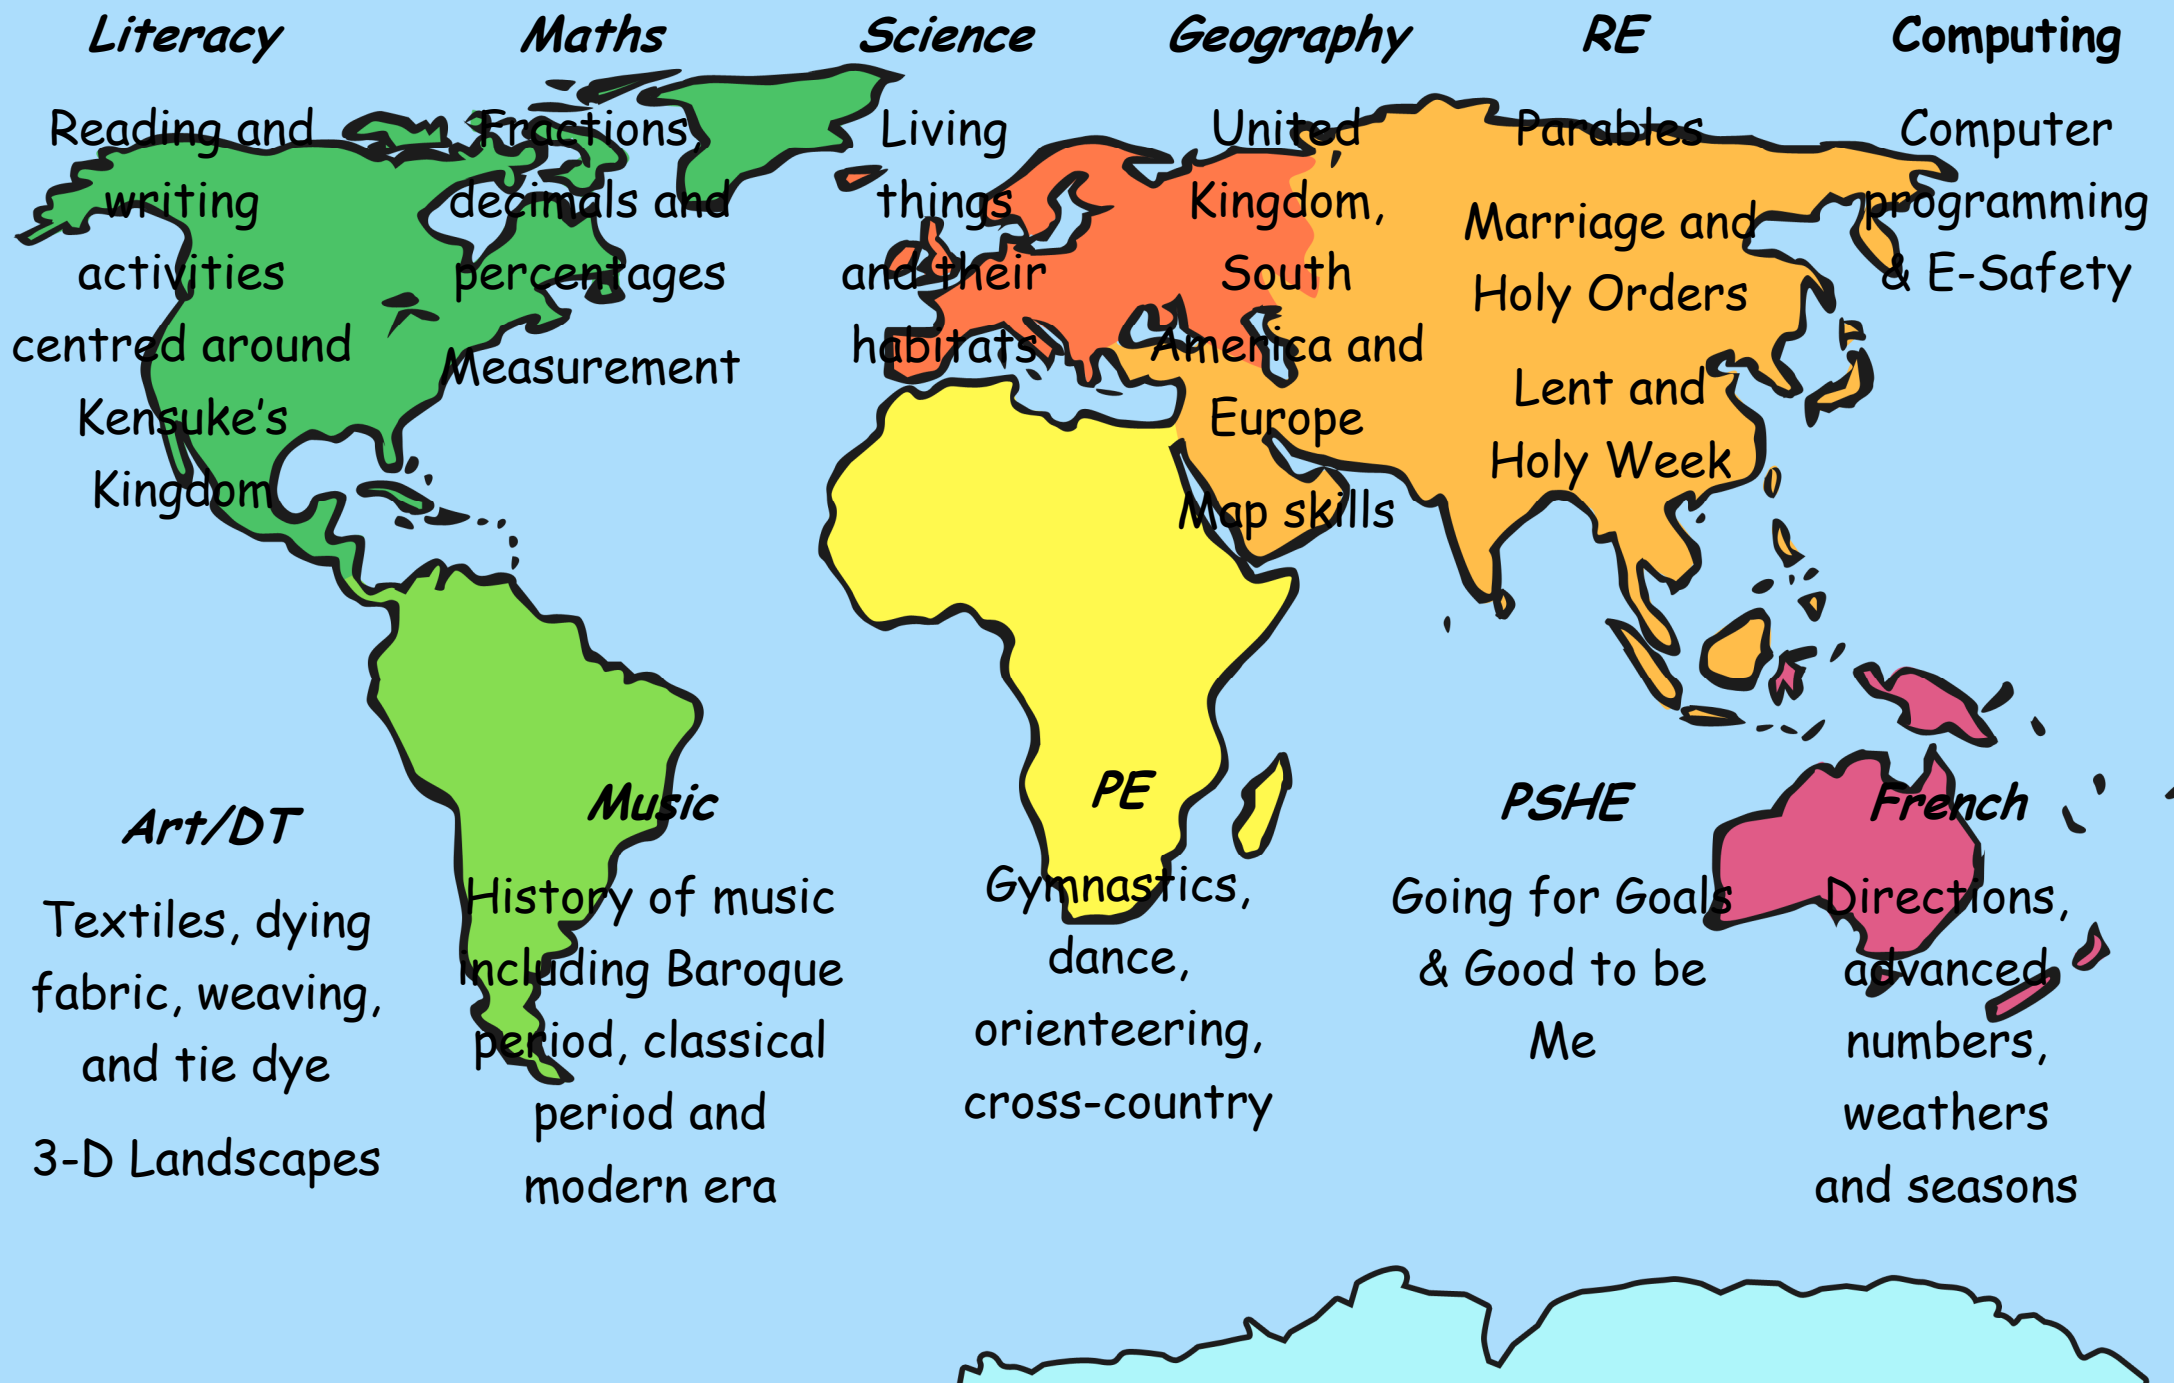 Literacy
Reading and
writing
activities
centred around
Kensuke's
Kingdom
Maths
Fractions,
decimals and
percentages
Measurement
Science
Living
things
and their
habitats
Geography
United
Kingdom,
South
America and
Europe
Map skills
RE
Parables
Marriage and
Holy Orders
Lent and
Holy Week
Computing
Computer
programming
& E-Safety
Art/DT
Textiles, dying
fabric, weaving,
and tie dye
3-D Landscapes
Music
History of music
including Baroque
period, classical
period and
modern era
PE
Gymnastics,
dance,
orienteering,
cross-country
PSHE
Going for Goals
& Good to be
Me
French
Directions,
advanced
numbers,
weathers
and seasons